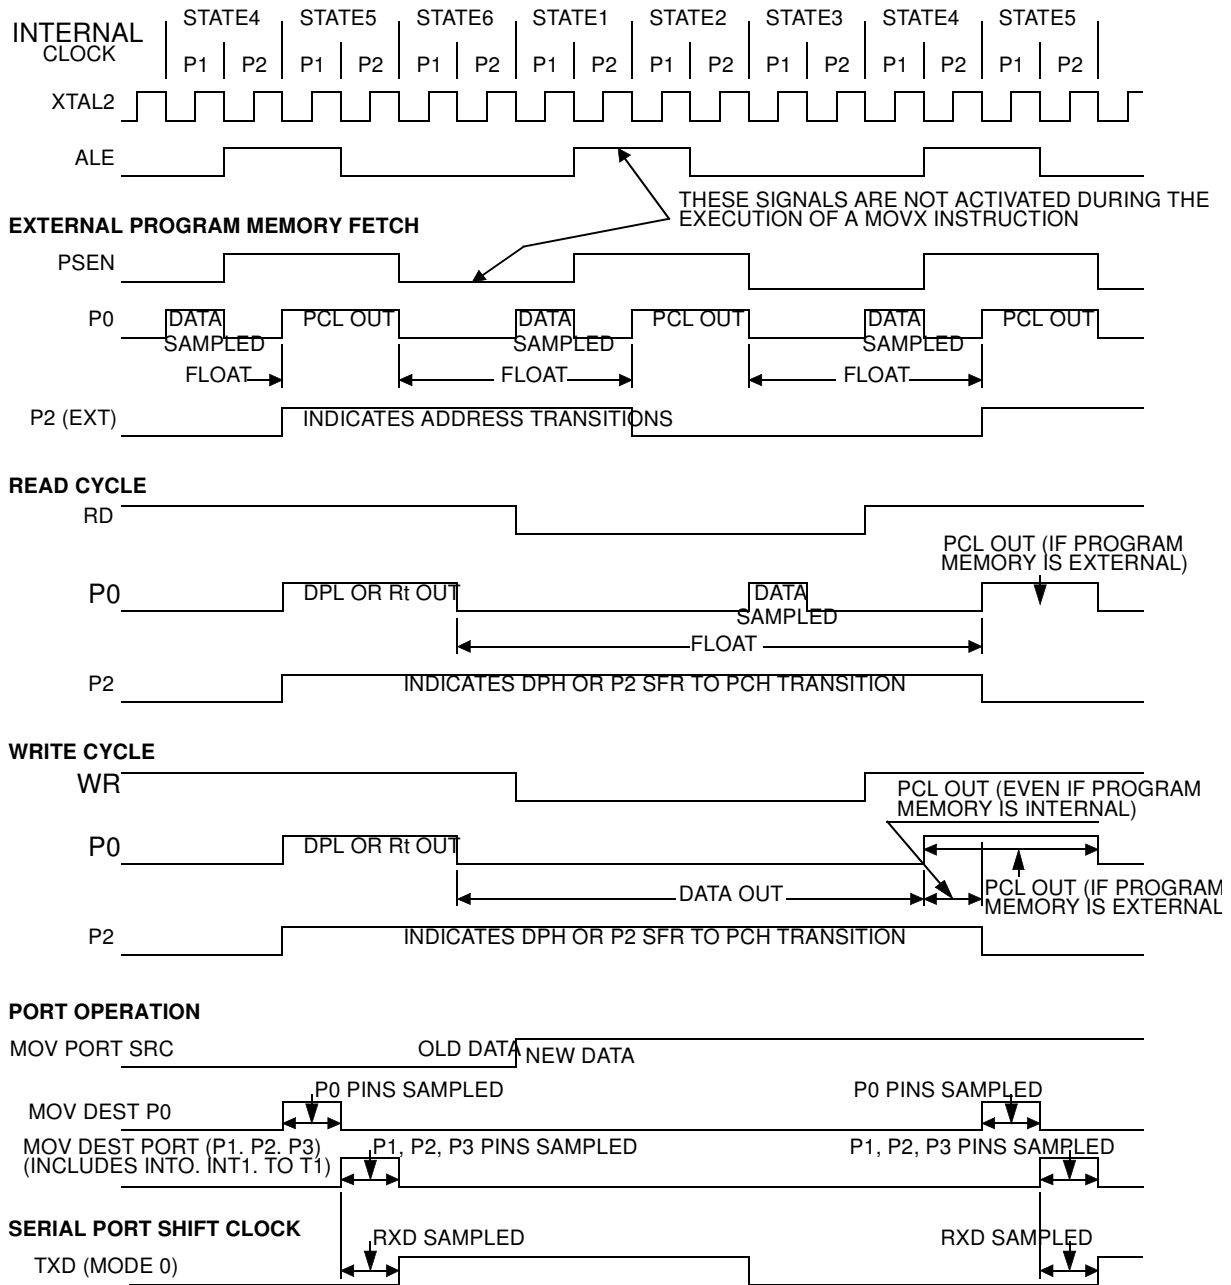 INTERNAL
CLOCK
STATE4 STATE5 STATE6 STATE1 STATE2 STATE3 STATE4 STATE5
P1 P2 P1 P2 P1 P2 P1 P2 P1 P2 P1 P2 P1 P2 P1 P2
XTAL2
ALE
THESE SIGNALS ARE NOT ACTIVATED DURING THE
EXECUTION OF A MOVX INSTRUCTION
EXTERNAL PROGRAM MEMORY FETCH
PSEN
P0 DATA PCL OUT DATA PCL OUT DATA PCL OUT
SAMPLED SAMPLED SAMPLED
FLOAT FLOAT FLOAT
P2 (EXT) INDICATES ADDRESS TRANSITIONS
READ CYCLE
RD
PCL OUT (IF PROGRAM
MEMORY IS EXTERNAL)
P0 DPL OR Rt OUT DATA
SAMPLED
FLOAT
P2 INDICATES DPH OR P2 SFR TO PCH TRANSITION
WRITE CYCLE
WR
PCL OUT (EVEN IF PROGRAM
MEMORY IS INTERNAL)
P0 DPL OR Rt OUT
DATA OUT
PCL OUT (IF PROGRAM
MEMORY IS EXTERNAL
P2 INDICATES DPH OR P2 SFR TO PCH TRANSITION
PORT OPERATION
MOV PORT SRC OLD DATA NEW DATA
P0 PINS SAMPLED P0 PINS SAMPLED
MOV DEST P0
MOV DEST PORT (P1. P2. P3) P1, P2, P3 PINS SAMPLED P1, P2, P3 PINS SAMPLED
(INCLUDES INTO. INT1. TO T1)
SERIAL PORT SHIFT CLOCK
RXD SAMPLED RXD SAMPLED
TXD (MODE 0)